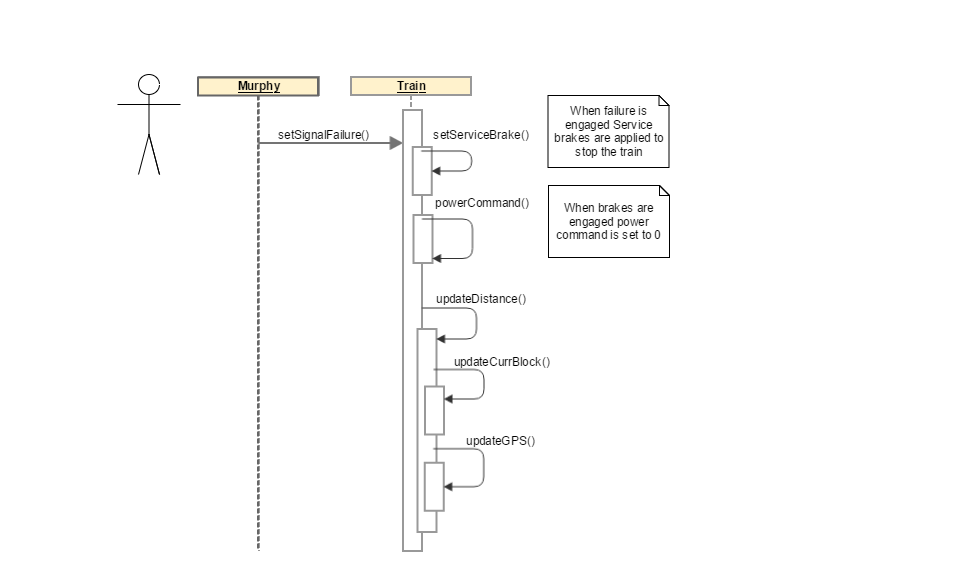 Murphy
Train
setSignalFailure()
setServiceBrake()
When failure is
engaged Service
brakes are applied to
stop the train
powerCommand()
When brakes are
engaged power
command is set to 0
updateDistance()
updateCurrBlock()
updateGPS()